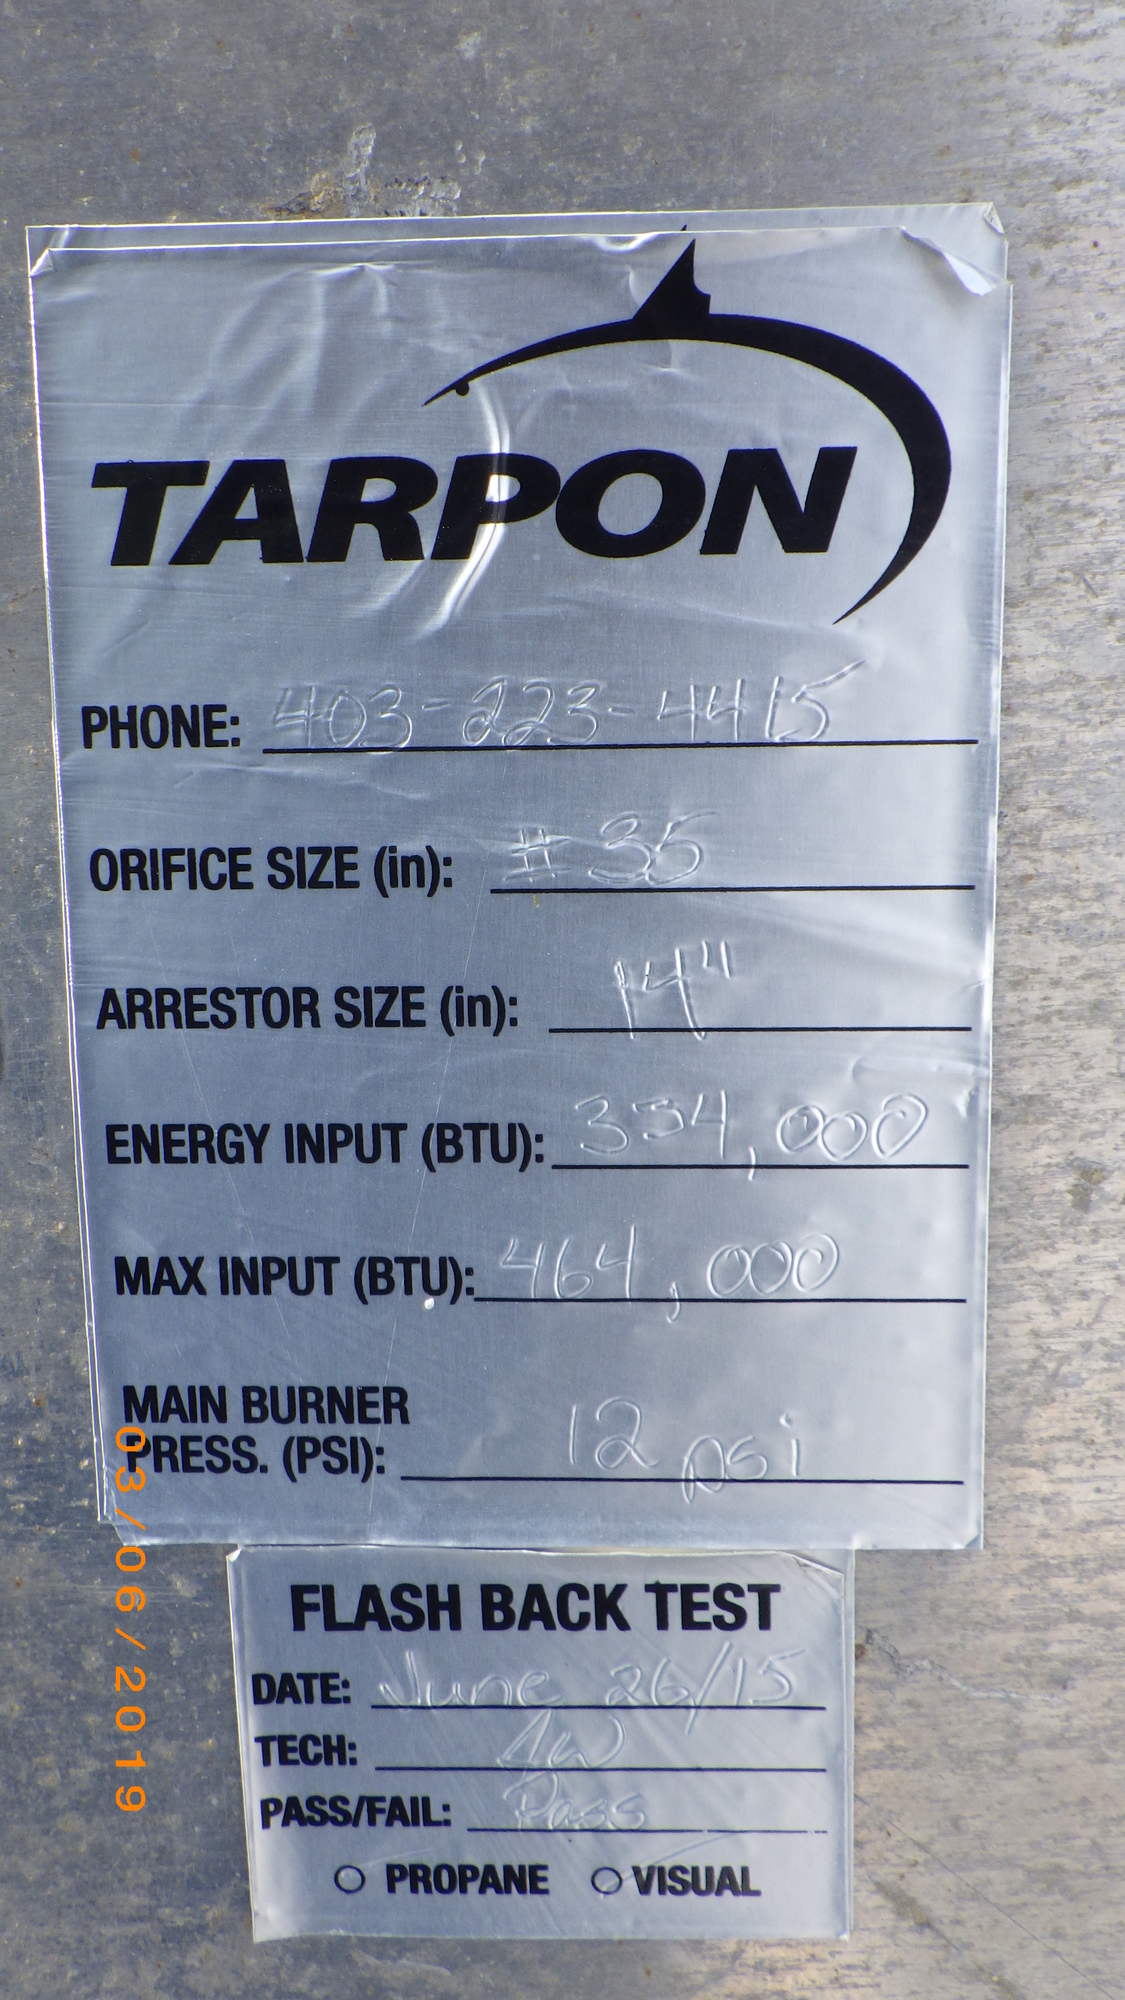 TARPON
PHONE: 403-223-4415
ORIFICE SIZE (in): #35
ARRESTOR SIZE (in): 14"
ENERGY INPUT (BTU): 354,000
MAX INPUT (BTU): 464,000
MAIN BURNER
PRESS. (PSI): 12 psi
FLASH BACK TEST
DATE: June 26/15
TECH: AW
PASS/FAIL: Pass
PROPANE VISUAL
03/06/2019